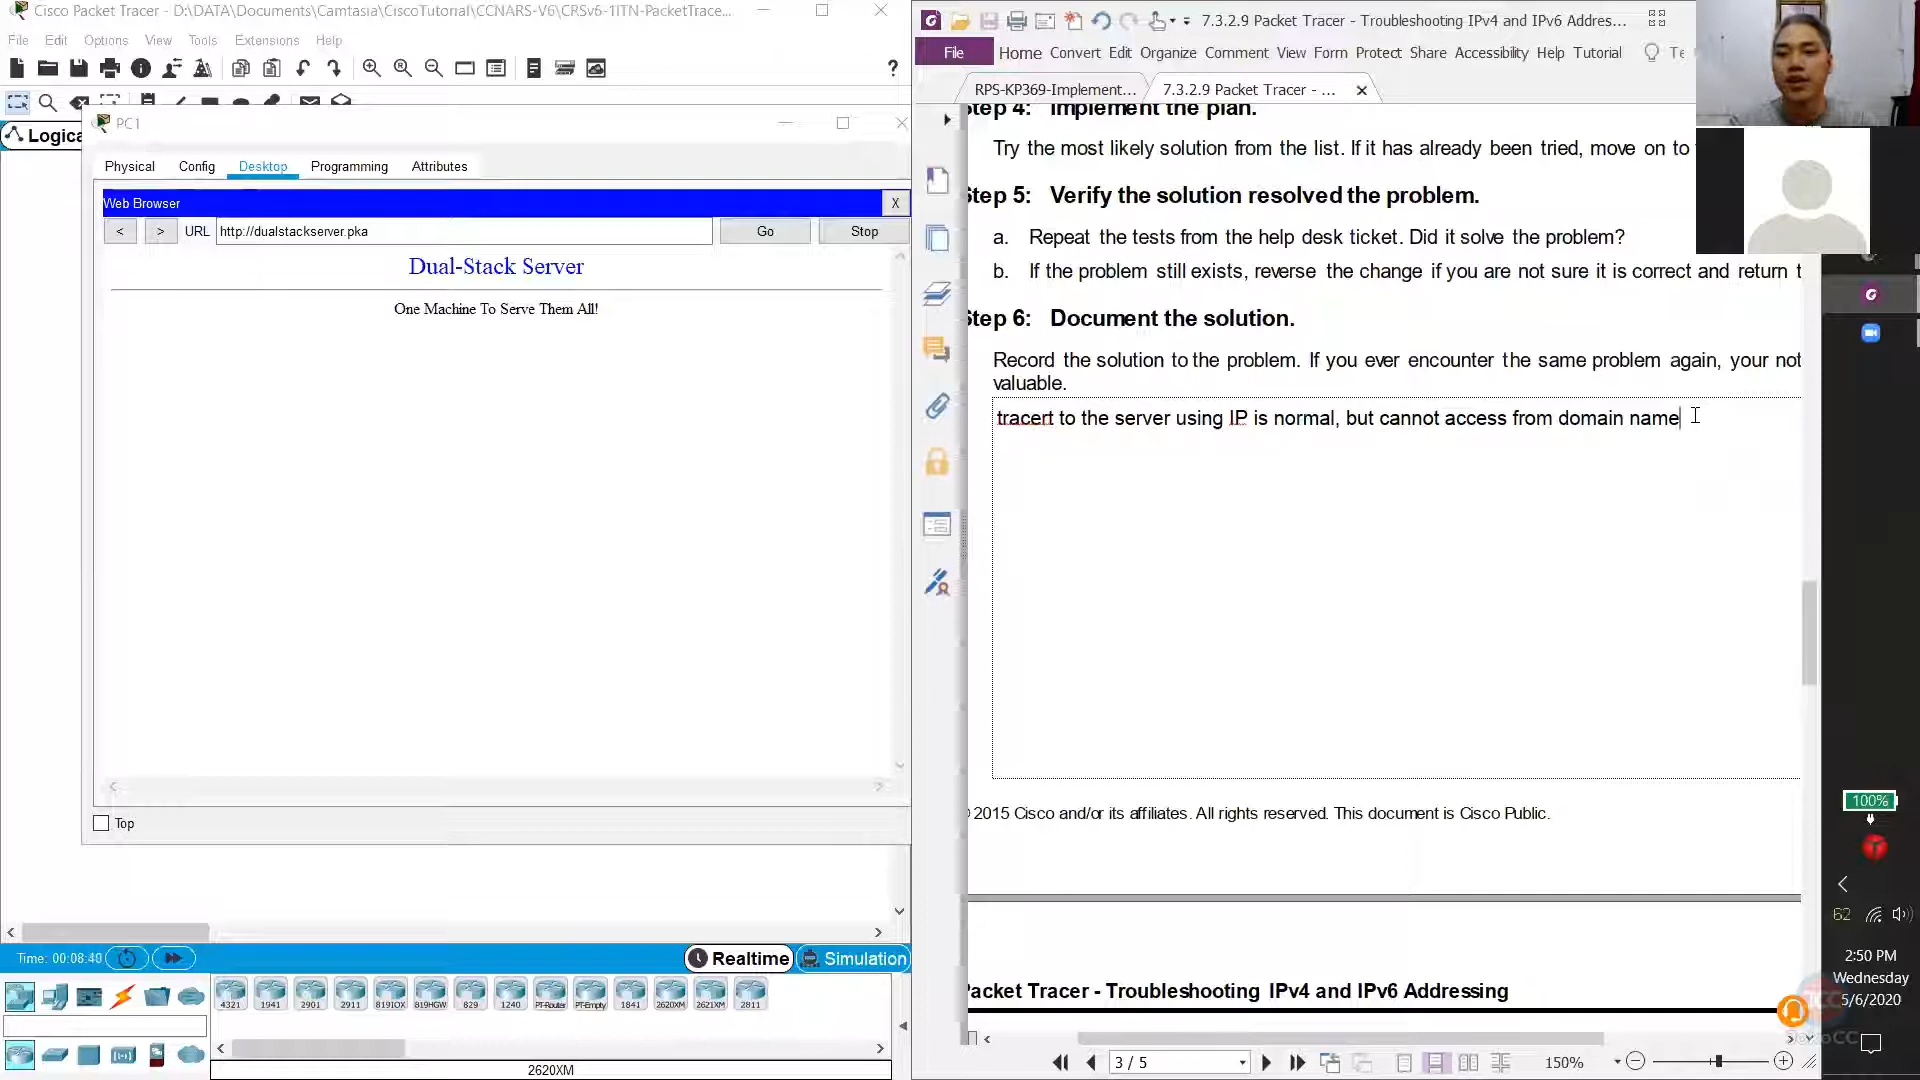 Cisco Packet Tracer - D:\DATA\Documents\Camtasia\CiscoTutorial\CCNARS-V6\CRSv6-1ITN-PacketTrace...
File Edit Options View Tools Extensions Help
Logica
PC1
Physical Config Desktop Programming Attributes
Web Browser
X
< > URL http://dualstackserver.pka Go Stop
Dual-Stack Server
One Machine To Serve Them All!
Top
Time: 00:08:40
Realtime Simulation
4321 1941 2901 2911 819IOX 819HGW 829 1240 PT-Router PT-Empty 1841 2620XM 2621XM 2811
2620XM
7.3.2.9 Packet Tracer - Troubleshooting IPv4 and IPv6 Addres...
File Home Convert Edit Organize Comment View Form Protect Share Accessibility Help Tutorial Te
RPS-KP369-Implement... 7.3.2.9 Packet Tracer - ...
Step 4: Implement the plan.
Try the most likely solution from the list. If it has already been tried, move on to
Step 5: Verify the solution resolved the problem.
a. Repeat the tests from the help desk ticket. Did it solve the problem?
b. If the problem still exists, reverse the change if you are not sure it is correct and return t
Step 6: Document the solution.
Record the solution to the problem. If you ever encounter the same problem again, your not
valuable.
tracert to the server using IP is normal, but cannot access from domain name
2015 Cisco and/or its affiliates. All rights reserved. This document is Cisco Public.
Packet Tracer - Troubleshooting IPv4 and IPv6 Addressing
3 / 5
150%
100%
62
2:50 PM
Wednesday
5/6/2020